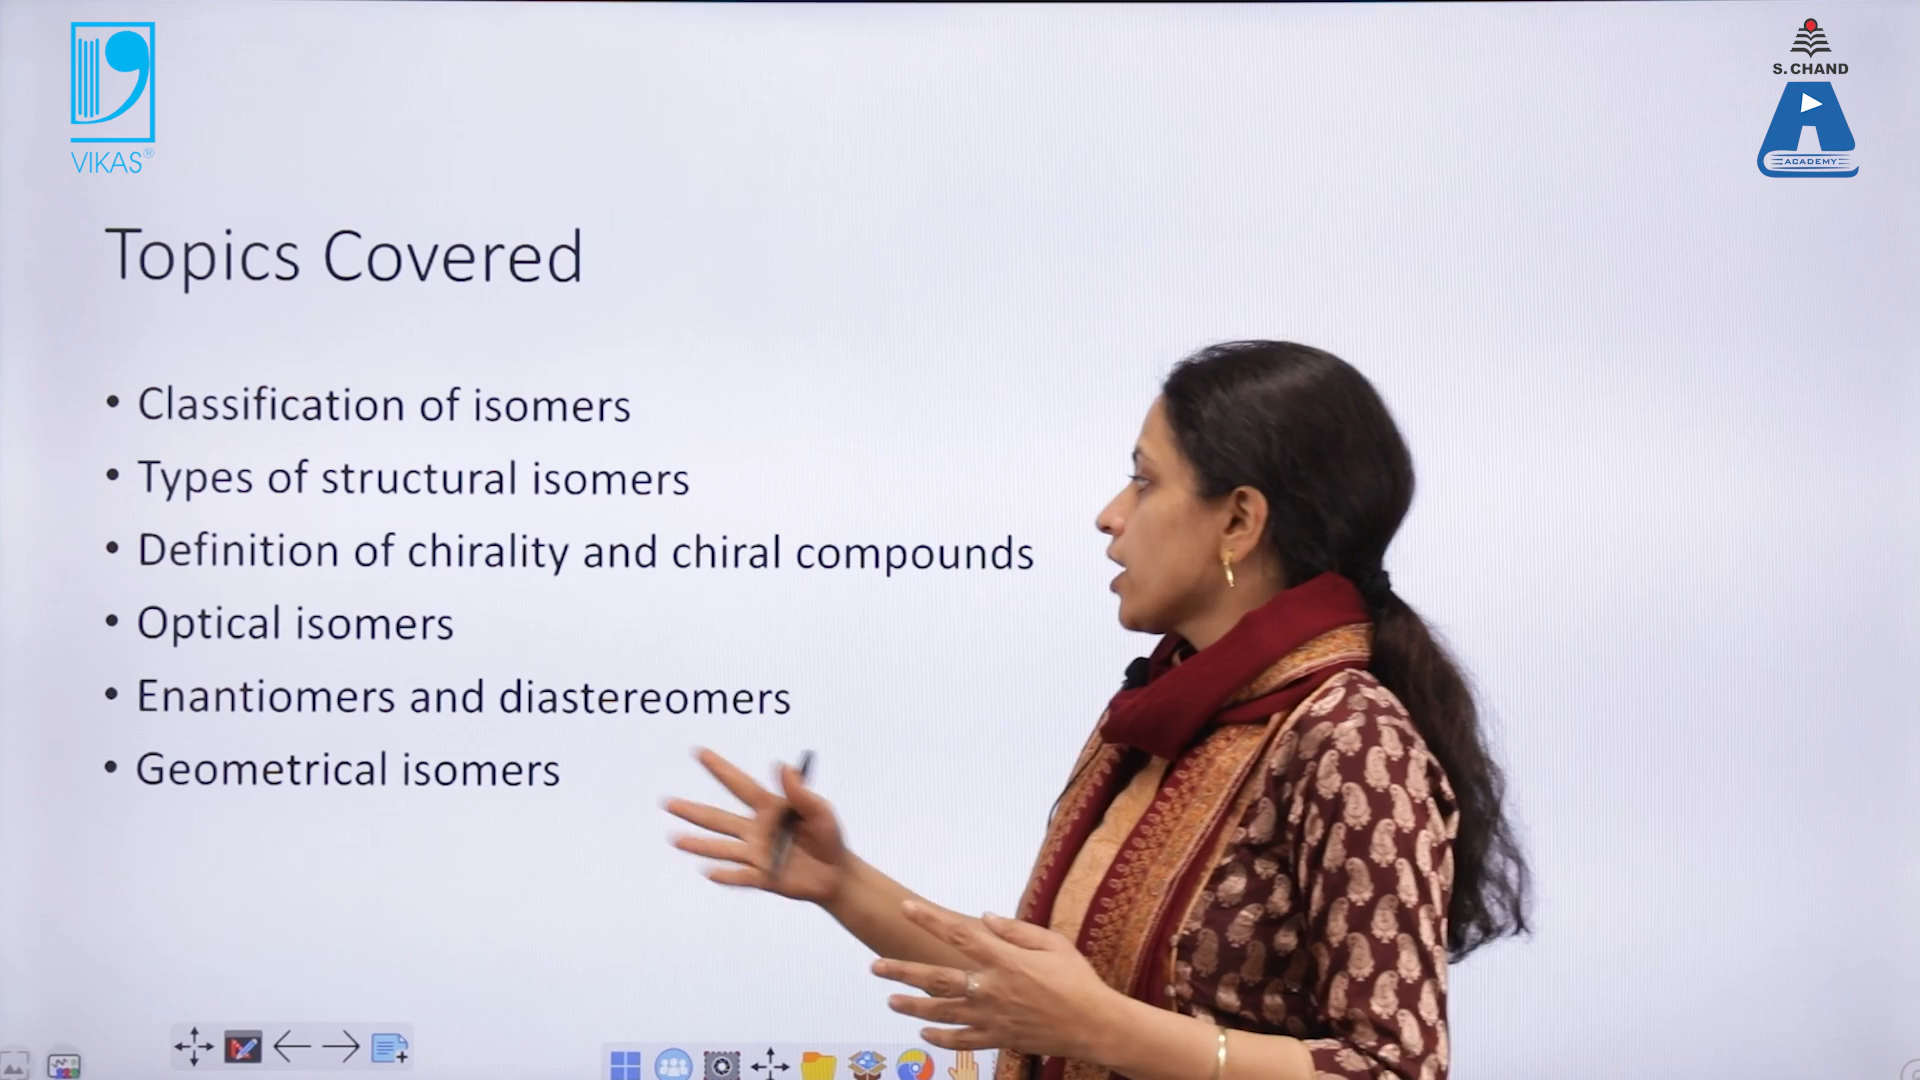 VIKAS®
S. CHAND
ACADEMY
Topics Covered
• Classification of isomers
• Types of structural isomers
• Definition of chirality and chiral compounds
• Optical isomers
• Enantiomers and diastereomers
• Geometrical isomers